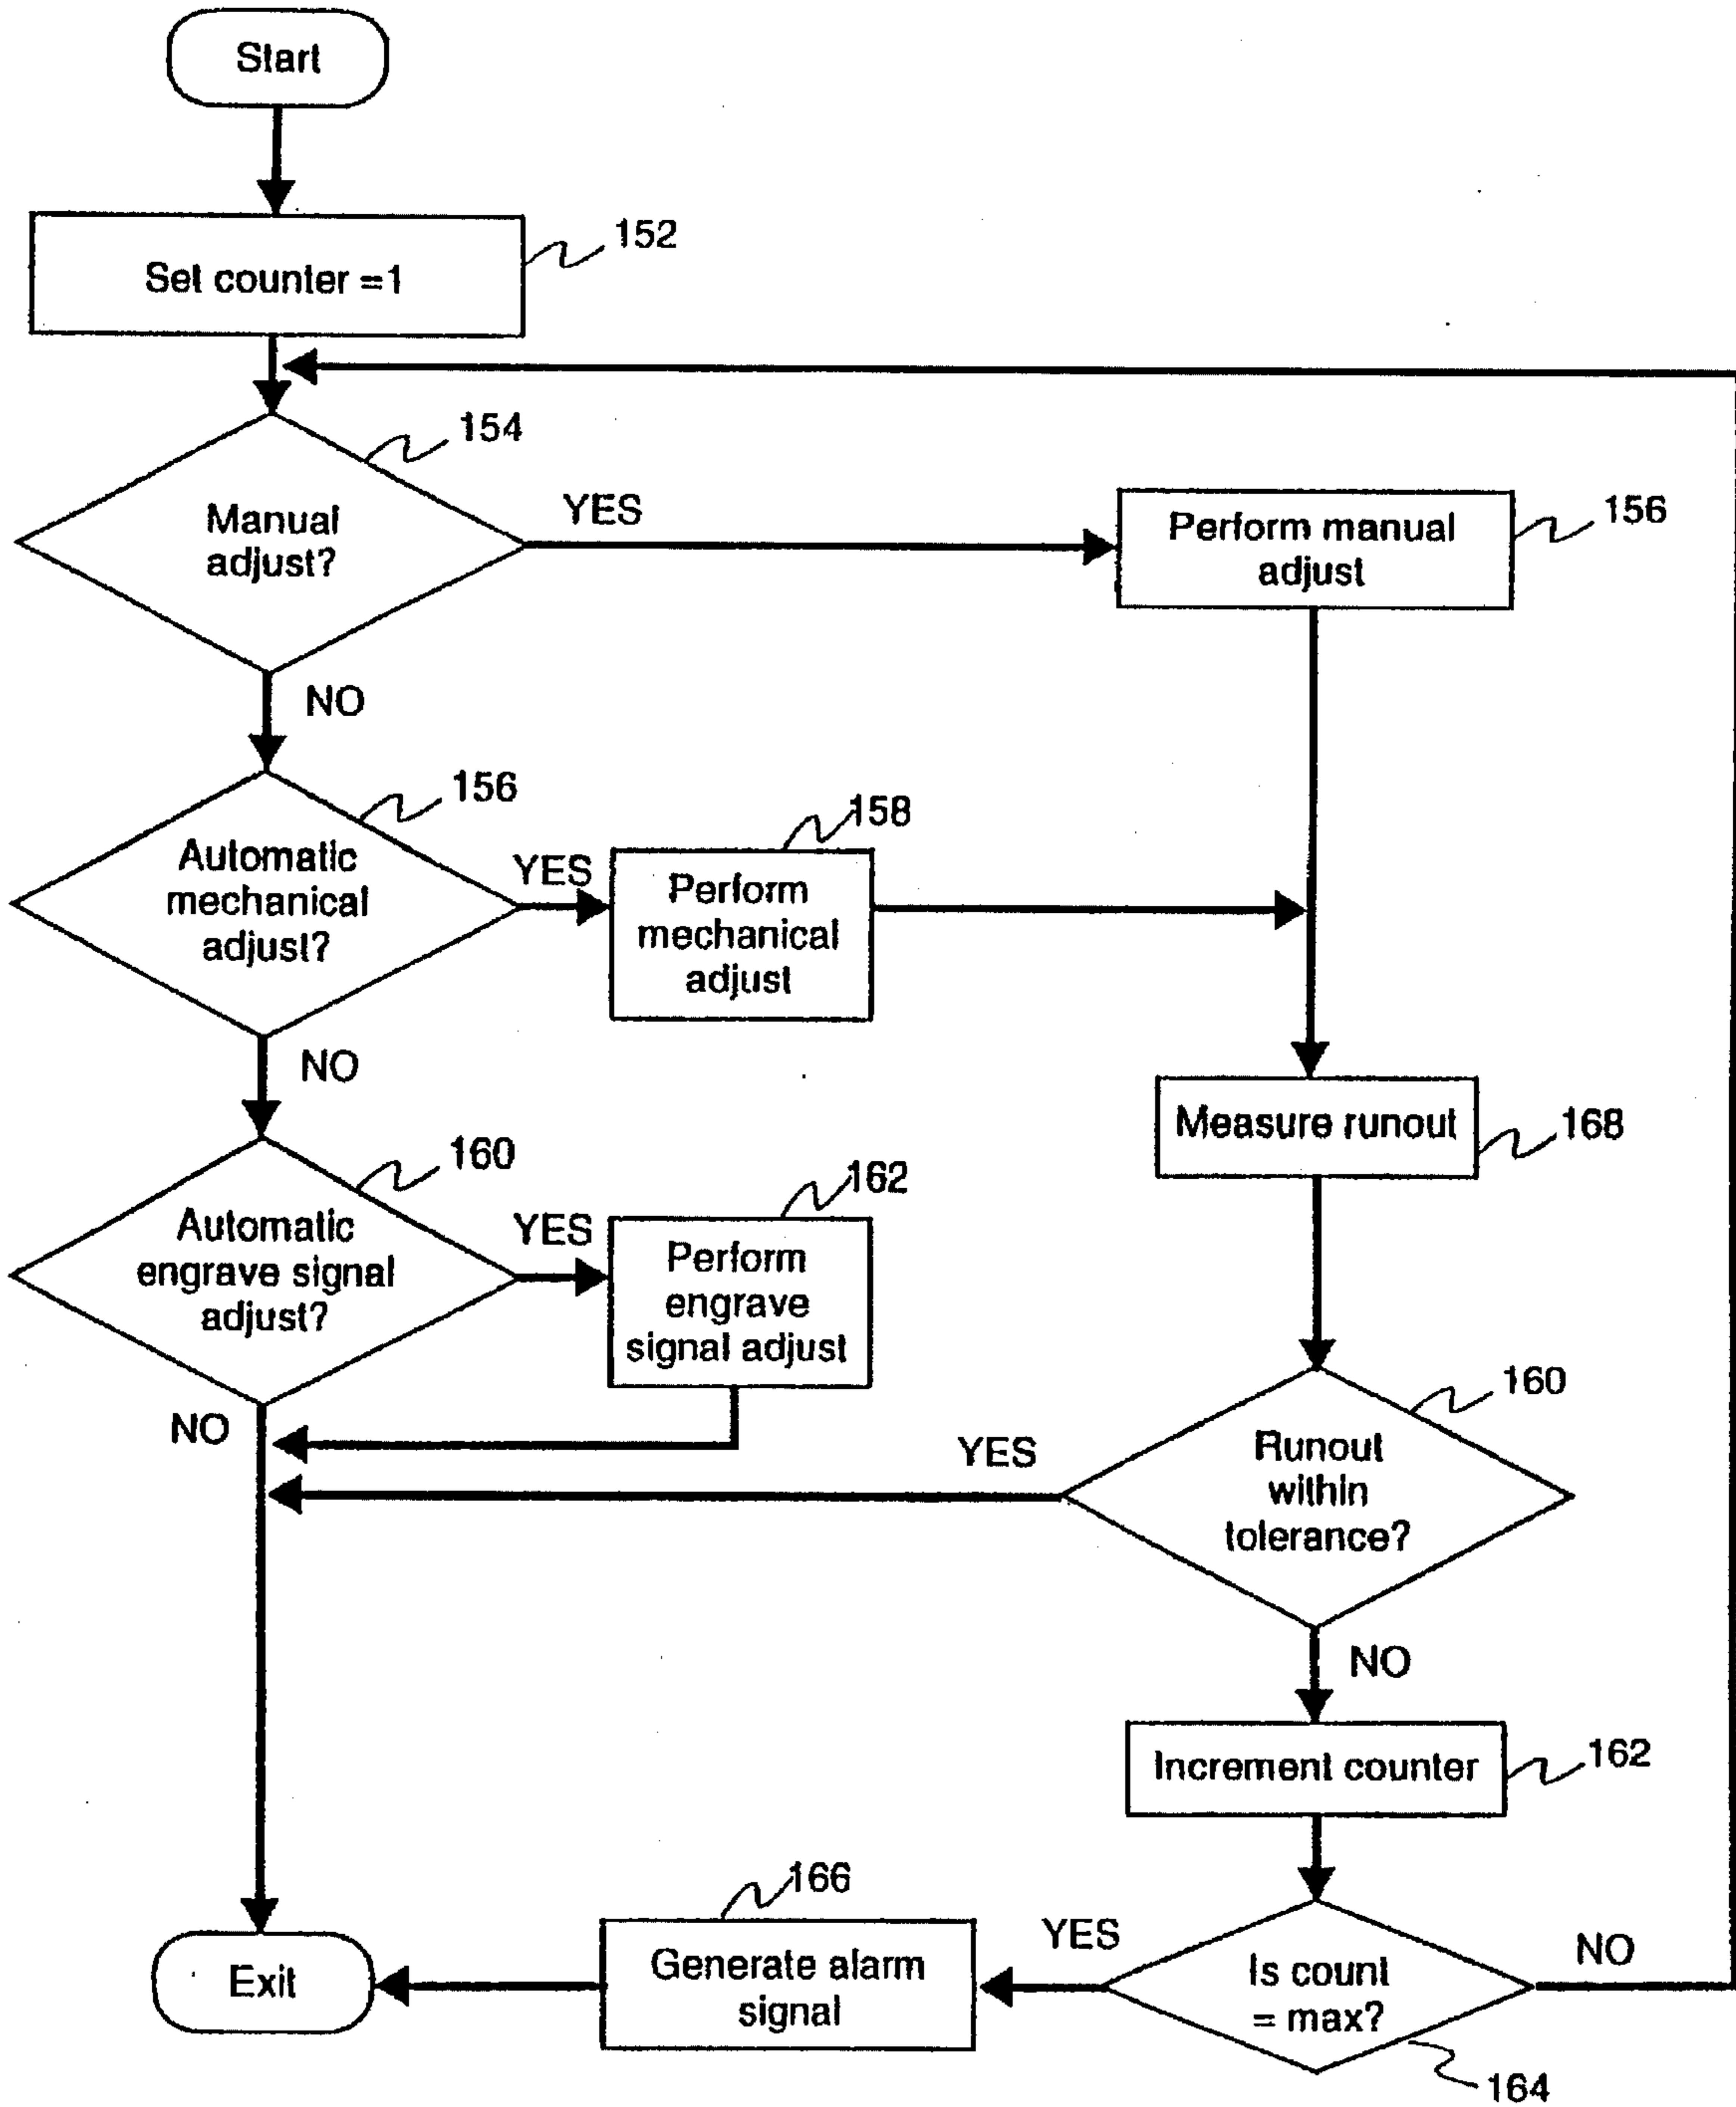 Start
Set counter =1
152
154
Manual
adjust?
YES
Perform manual
adjust
156
NO
156
Automatic
mechanical
adjust?
YES
158
Perform
mechanical
adjust
NO
Measure runout
168
160
Automatic
engrave signal
adjust?
YES
162
Perform
engrave
signal adjust
NO
160
Runout
within
tolerance?
YES
NO
Increment counter
162
166
Generate alarm
signal
YES
Is count
= max?
NO
164
Exit